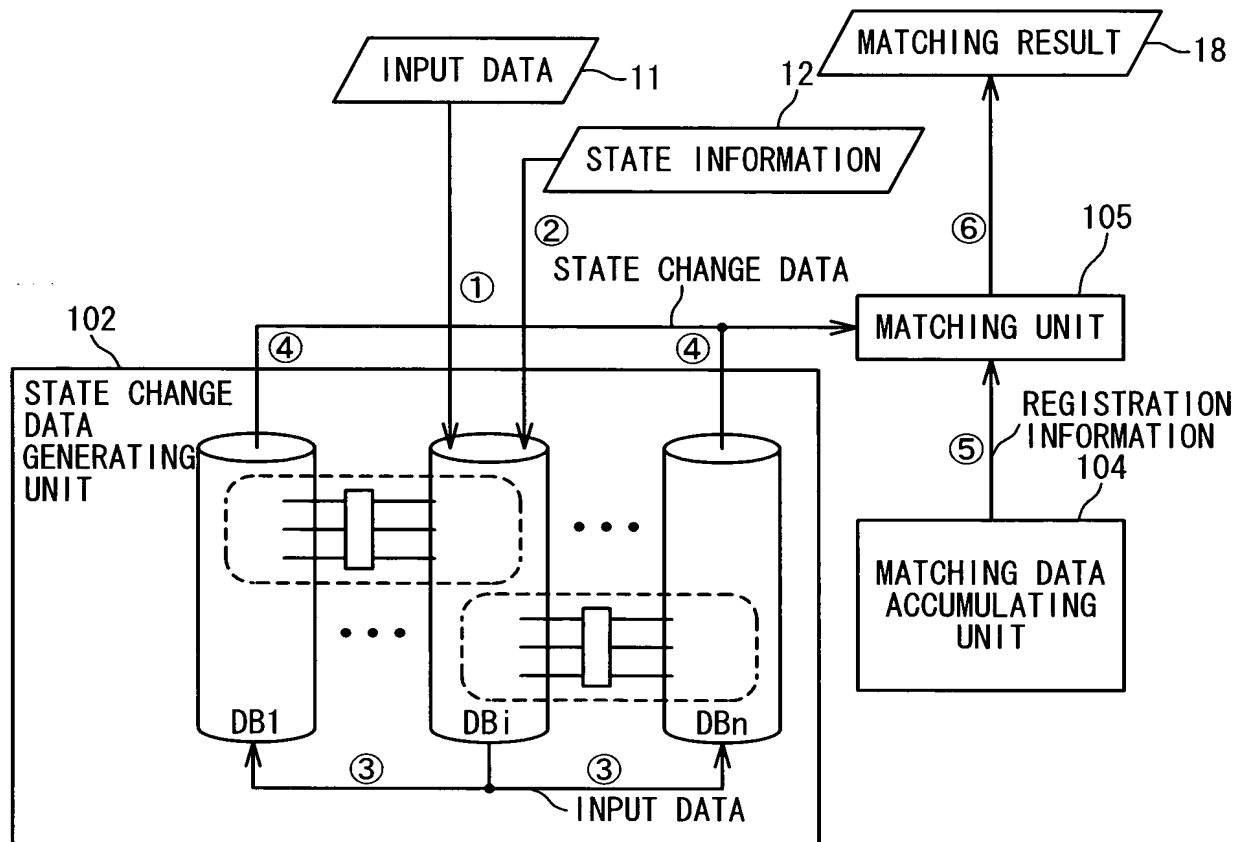 MATCHING RESULT
18
INPUT DATA
11
12
STATE INFORMATION
②
⑥
105
STATE CHANGE DATA
①
102
MATCHING UNIT
④
④
STATE CHANGE
DATA
GENERATING
UNIT
REGISTRATION
INFORMATION
⑤
104
MATCHING DATA
ACCUMULATING
UNIT
DB1
DBi
DBn
③
③
INPUT DATA